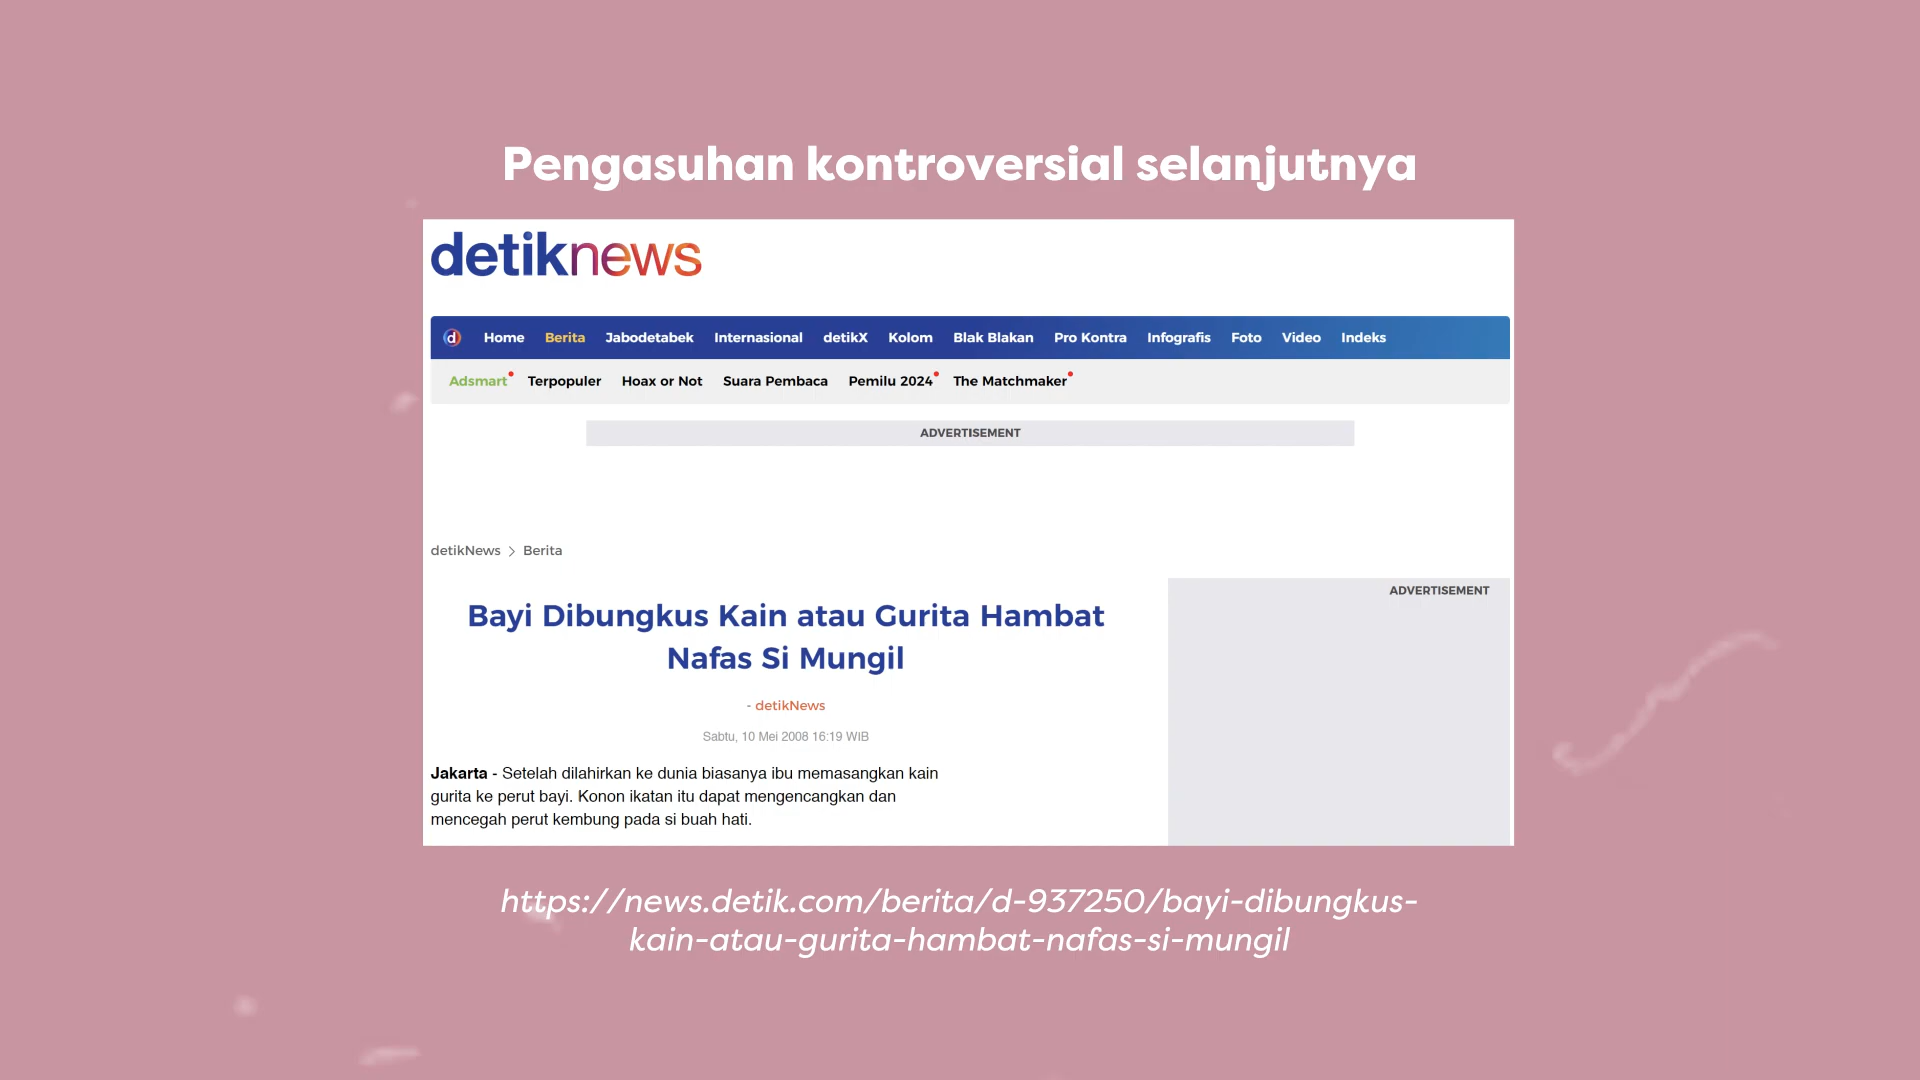 Pengasuhan kontroversial selanjutnya
detiknews
d Home Berita Jabodetabek Internasional detikX Kolom Blak Blakan Pro Kontra Infografis Foto Video Indeks
Adsmart Terpopuler Hoax or Not Suara Pembaca Pemilu 2024 The Matchmaker
ADVERTISEMENT
detikNews > Berita
ADVERTISEMENT
Bayi Dibungkus Kain atau Gurita Hambat
Nafas Si Mungil
- detikNews
Sabtu, 10 Mei 2008 16:19 WIB
Jakarta - Setelah dilahirkan ke dunia biasanya ibu memasangkan kain
gurita ke perut bayi. Konon ikatan itu dapat mengencangkan dan
mencegah perut kembung pada si buah hati.
https://news.detik.com/berita/d-937250/bayi-dibungkus-
kain-atau-gurita-hambat-nafas-si-mungil